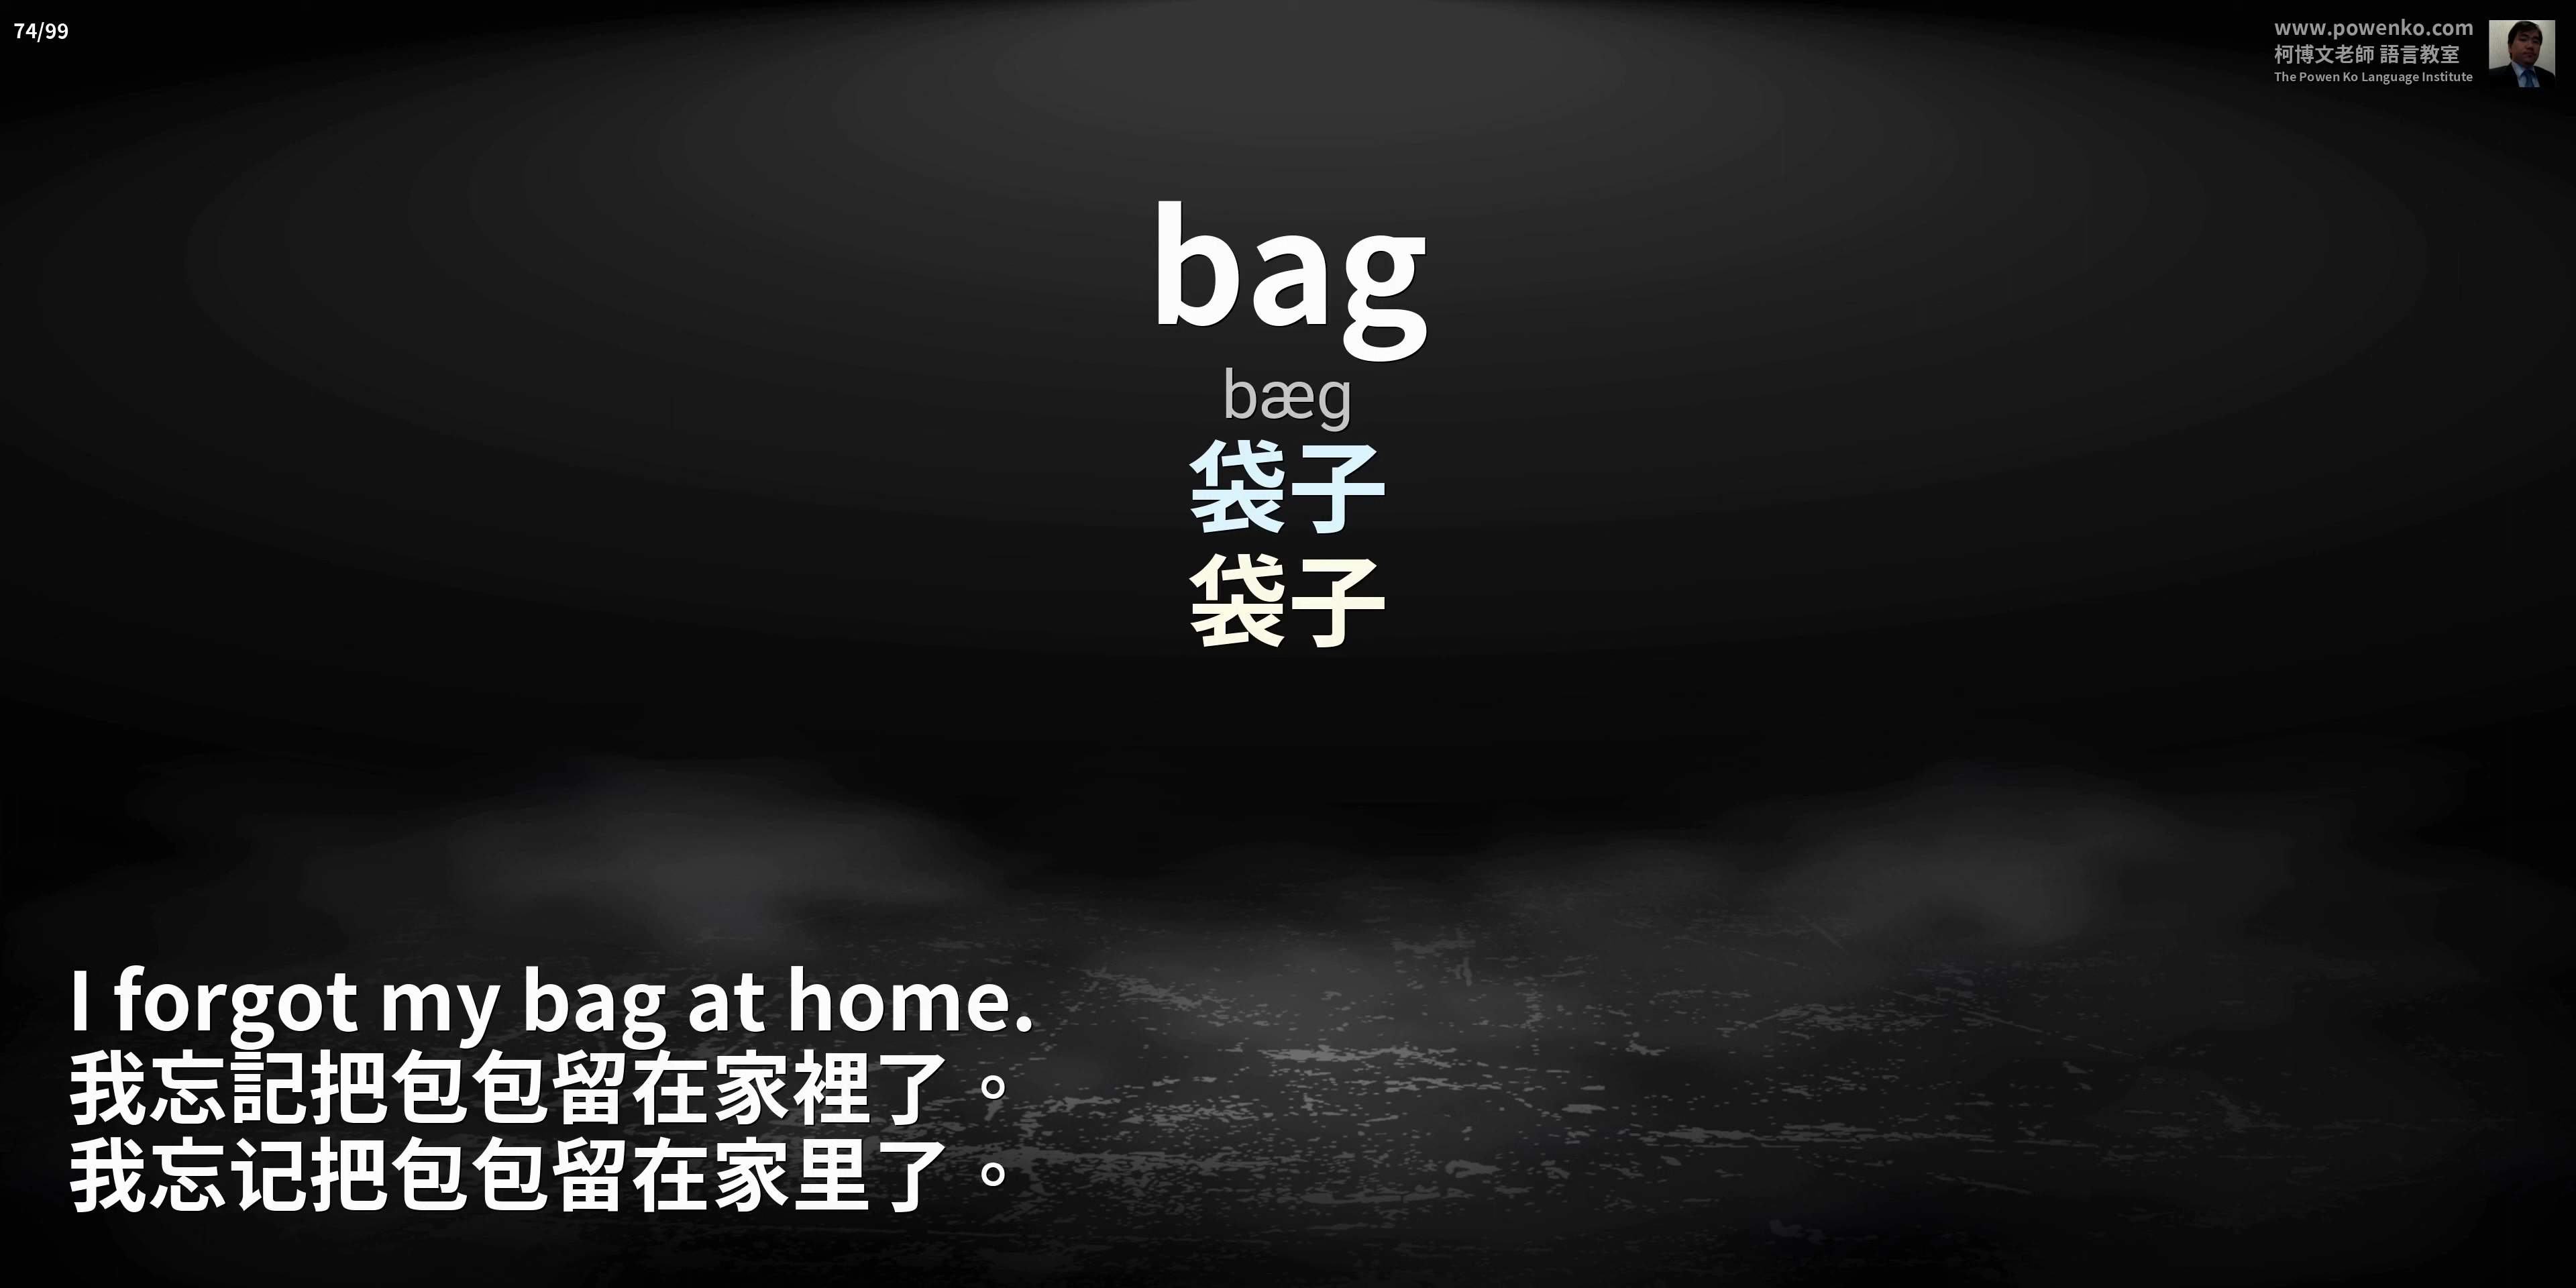 74/99
www.powenko.com
柯博文老師 語言教室
The Powen Ko Language Institute
bag
bæg
袋子
袋子
I forgot my bag at home.
我忘記把包包留在家裡了。
我忘记把包包留在家里了。